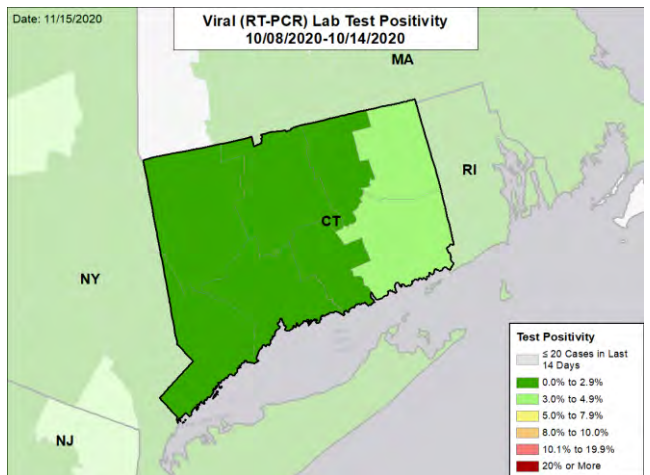 Date: 11/15/2020
Viral (RT-PCR) Lab Test Positivity
10/08/2020-10/14/2020
MA
RI
CT
NY
NJ
Test Positivity
≤ 20 Cases in Last
14 Days
0.0% to 2.9%
3.0% to 4.9%
5.0% to 7.9%
8.0% to 10.0%
10.1% to 19.9%
20% or More